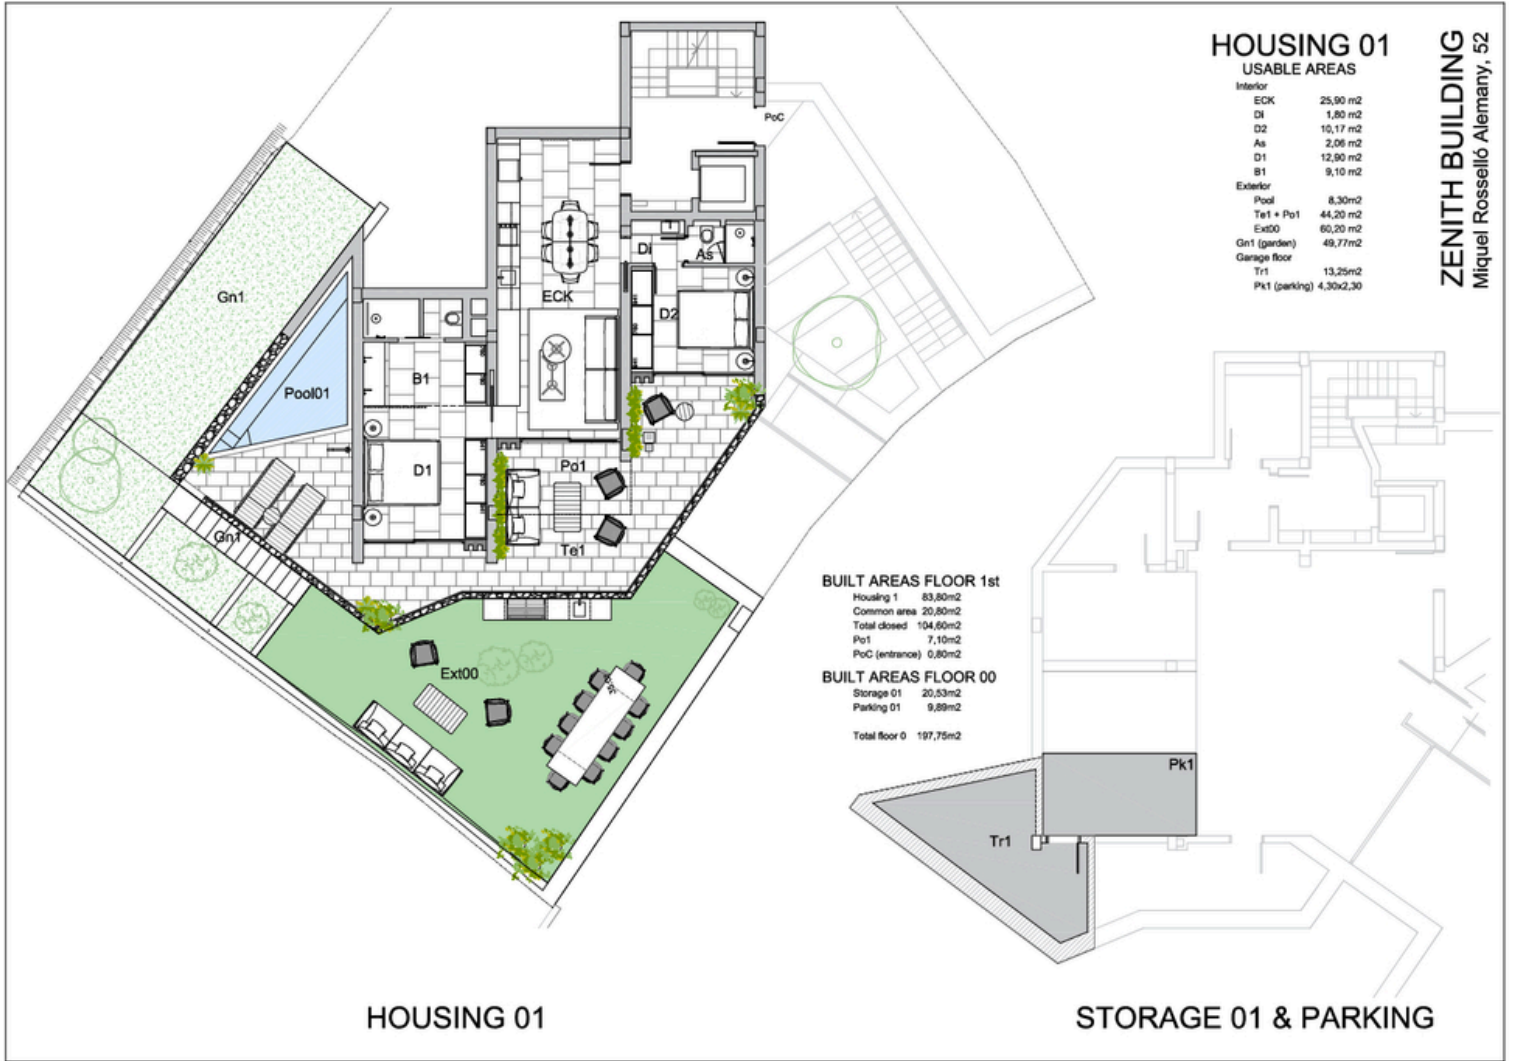 HOUSING 01
USABLE AREAS
Interior
ECK 25,90 m2
Di 1,80 m2
D2 10,17 m2
As 2,06 m2
D1 12,90 m2
B1 9,10 m2
Exterior
Pool 8,30m2
Te1 + Po1 44,20 m2
Ext00 60,20 m2
Gn1 (garden) 49,77m2
Garage floor
Tr1 13,25m2
Pk1 (parking) 4,30x2,30
ZENITH BUILDING
Miquel Rosselló Alemany, 52
PoC
Di
As
Gn1
ECK
D2
Pool01
B1
D1
Po1
Gn1
Te1
Ext00
BUILT AREAS FLOOR 1st
Housing 1 83,80m2
Common area 20,80m2
Total closed 104,60m2
Po1 7,10m2
PoC (entrance) 0,80m2
BUILT AREAS FLOOR 00
Storage 01 20,53m2
Parking 01 9,89m2
Total floor 0 197,75m2
Pk1
Tr1
HOUSING 01
STORAGE 01 & PARKING